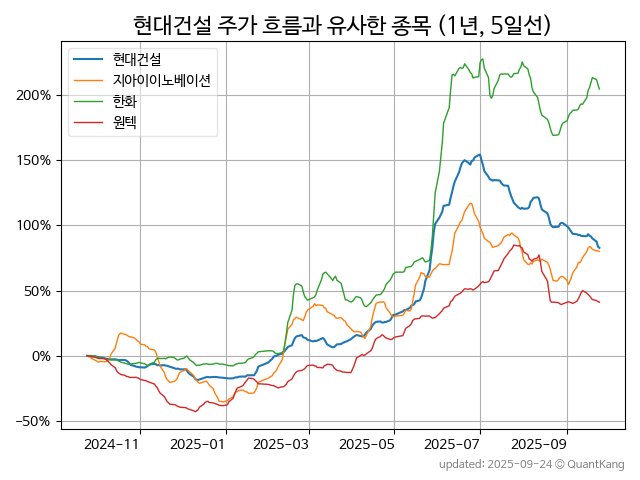 현대건설 주가 흐름과 유사한 종목 (1년, 5일선)
현대건설
지아이이노베이션
한화
원텍
200%
150%
100%
50%
0%
−50%
2024-11
2025-01
2025-03
2025-05
2025-07
2025-09
updated: 2025-09-24 © QuantKang